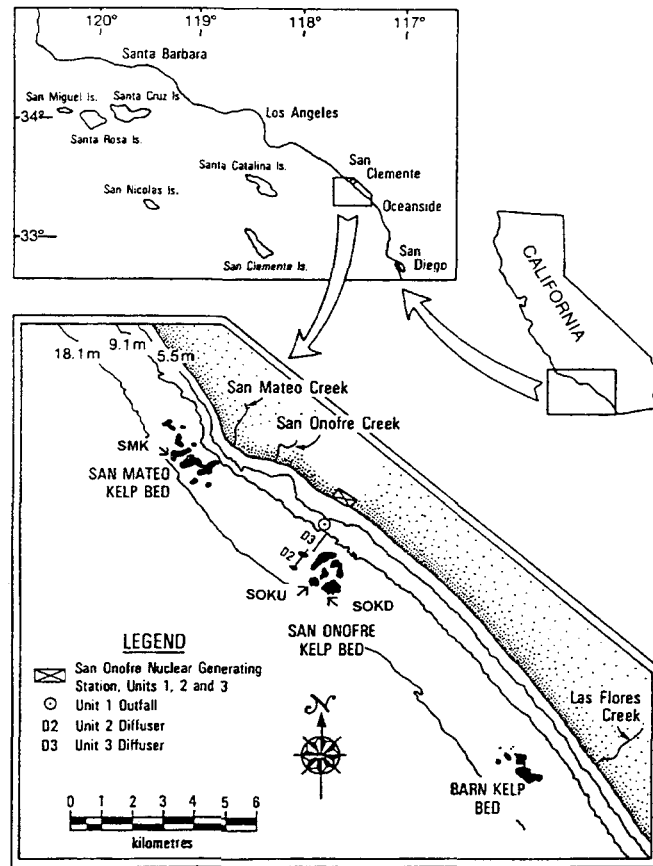 120°
119°
118°
117°
Santa Barbara
San Miguel Is.
Santa Cruz Is
Los Angeles
34°
Santa Rosa Is.
San Clemente
Santa Catalina Is.
San Nicolas Is.
Oceanside
33°
San Diego
San Clemente Is.
CALIFORNIA
18.1m
9.1m
5.5m
San Mateo Creek
San Onofre Creek
SMK
SAN MATEO
KELP BED
D3
D2
SOKU
SOKD
SAN ONOFRE
KELP BED
LEGEND
San Onofre Nuclear Generating
Station, Units 1, 2 and 3
Unit 1 Outfall
D2 Unit 2 Diffuser
D3 Unit 3 Diffuser
N
Las Flores
Creek
BARN KELP
BED
0 1 2 3 4 5 6
kilometres